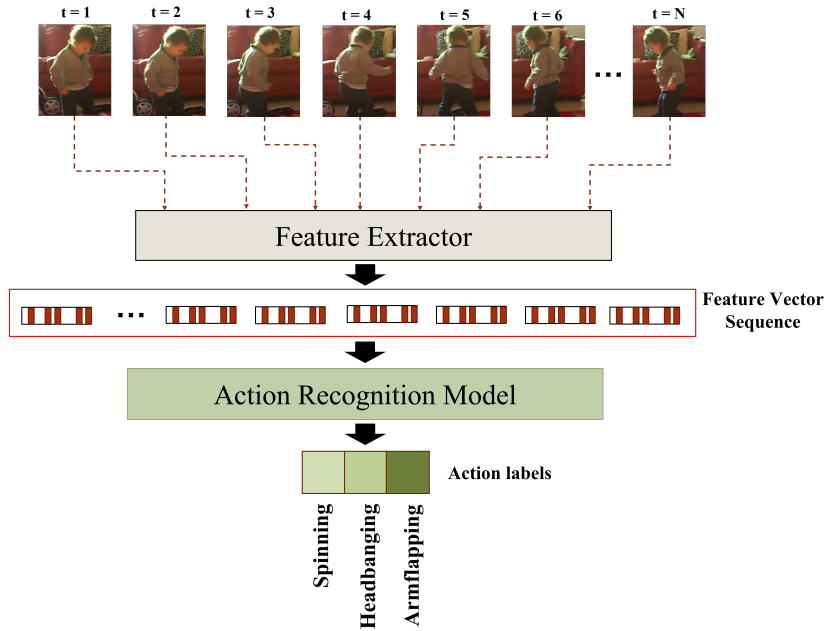 t = 1 t = 2 t = 3 t = 4 t = 5 t = 6 t = N
...
Feature Extractor
...
Feature Vector
Sequence
Action Recognition Model
Action labels
Spinning
Headbanging
Armflapping